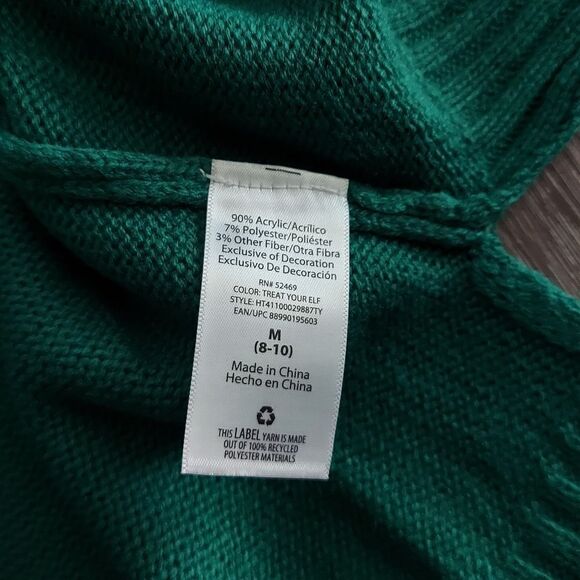 90% Acrylic/Acrílico
7% Polyester/Poliéster
3% Other Fiber/Otra Fibra
Exclusive of Decoration
Exclusivo De Decoración
RN# 52469
COLOR: TREAT YOUR ELF
STYLE: HT41100029887TY
EAN/UPC 88990195603
M
(8-10)
Made in China
Hecho en China
THIS LABEL YARN IS MADE
OUT OF 100% RECYCLED
POLYESTER MATERIALS